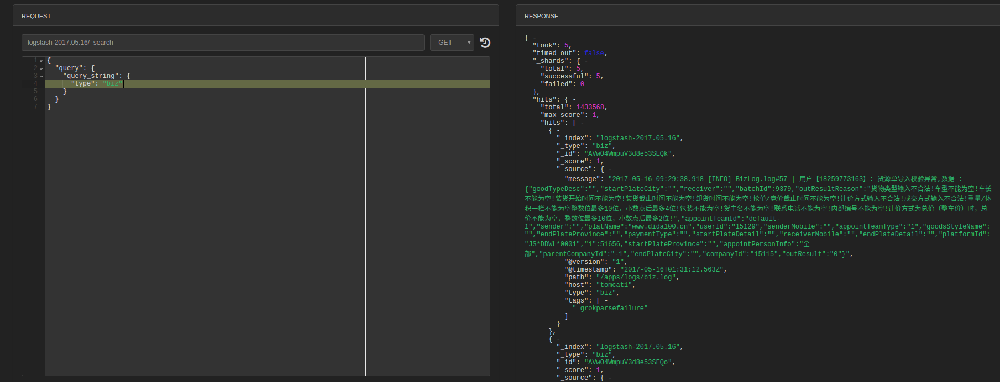 REQUEST
logstash-2017.05.16/_search
GET
1 {
2 "query": {
3 "query_string": {
4 "type": "biz"
5 }
6 }
7 }
RESPONSE
{ -
"took": 5,
"timed_out": false,
"_shards": { -
"total": 5,
"successful": 5,
"failed": 0
},
"hits": { -
"total": 1433568,
"max_score": 1,
"hits": [ -
{ -
"_index": "logstash-2017.05.16",
"_type": "biz",
"_id": "AVwO4WmpuV3d8e53SEQk",
"_score": 1,
"_source": { -
"message": "2017-05-16 09:29:38.918 [INFO] BizLog.log#57 | 用户【18259773163】: 货源单导入校验异常,数据 :
{"goodTypeDesc":"","startPlateCity":"","receiver":"","batchId":9379,"outResultReason":"货物类型输入不合法!车型不能为空!车长
不能为空!装货开始时间不能为空!装货截止时间不能为空!卸货时间不能为空!抢单/竞价截止时间不能为空!计价方式输入不合法!成交方式输入不合法!重量/体
积一栏不能为空整数位最多10位, 小数点后最多4位!包装不能为空!货主名不能为空!联系电话不能为空!内部编号不能为空!计价方式为总价（整车价）时，总
价不能为空，整数位最多10位，小数点后最多2位!","appointTeamId":"default-
1","sender":"","platName":"www.dida100.cn","userId":"15129","senderMobile":"","appointTeamType":"1","goodsStyleName":
"","endPlateProvince":"","paymentType":"","startPlateDetail":"","receiverMobile":"","endPlateDetail":"","platformId":
"JS*DDWL*0001","i":51656,"startPlateProvince":"","appointPersonInfo":"全
部","parentCompanyId":"-1","endPlateCity":"","companyId":"15115","outResult":"0"}",
"@version": "1",
"@timestamp": "2017-05-16T01:31:12.563Z",
"path": "/apps/logs/biz.log",
"host": "tomcat1",
"type": "biz",
"tags": [ -
"_grokparsefailure"
]
}
},
{ -
"_index": "logstash-2017.05.16",
"_type": "biz",
"_id": "AVwO4WmpuV3d8e53SEQo",
"_score": 1,
"_source": { -